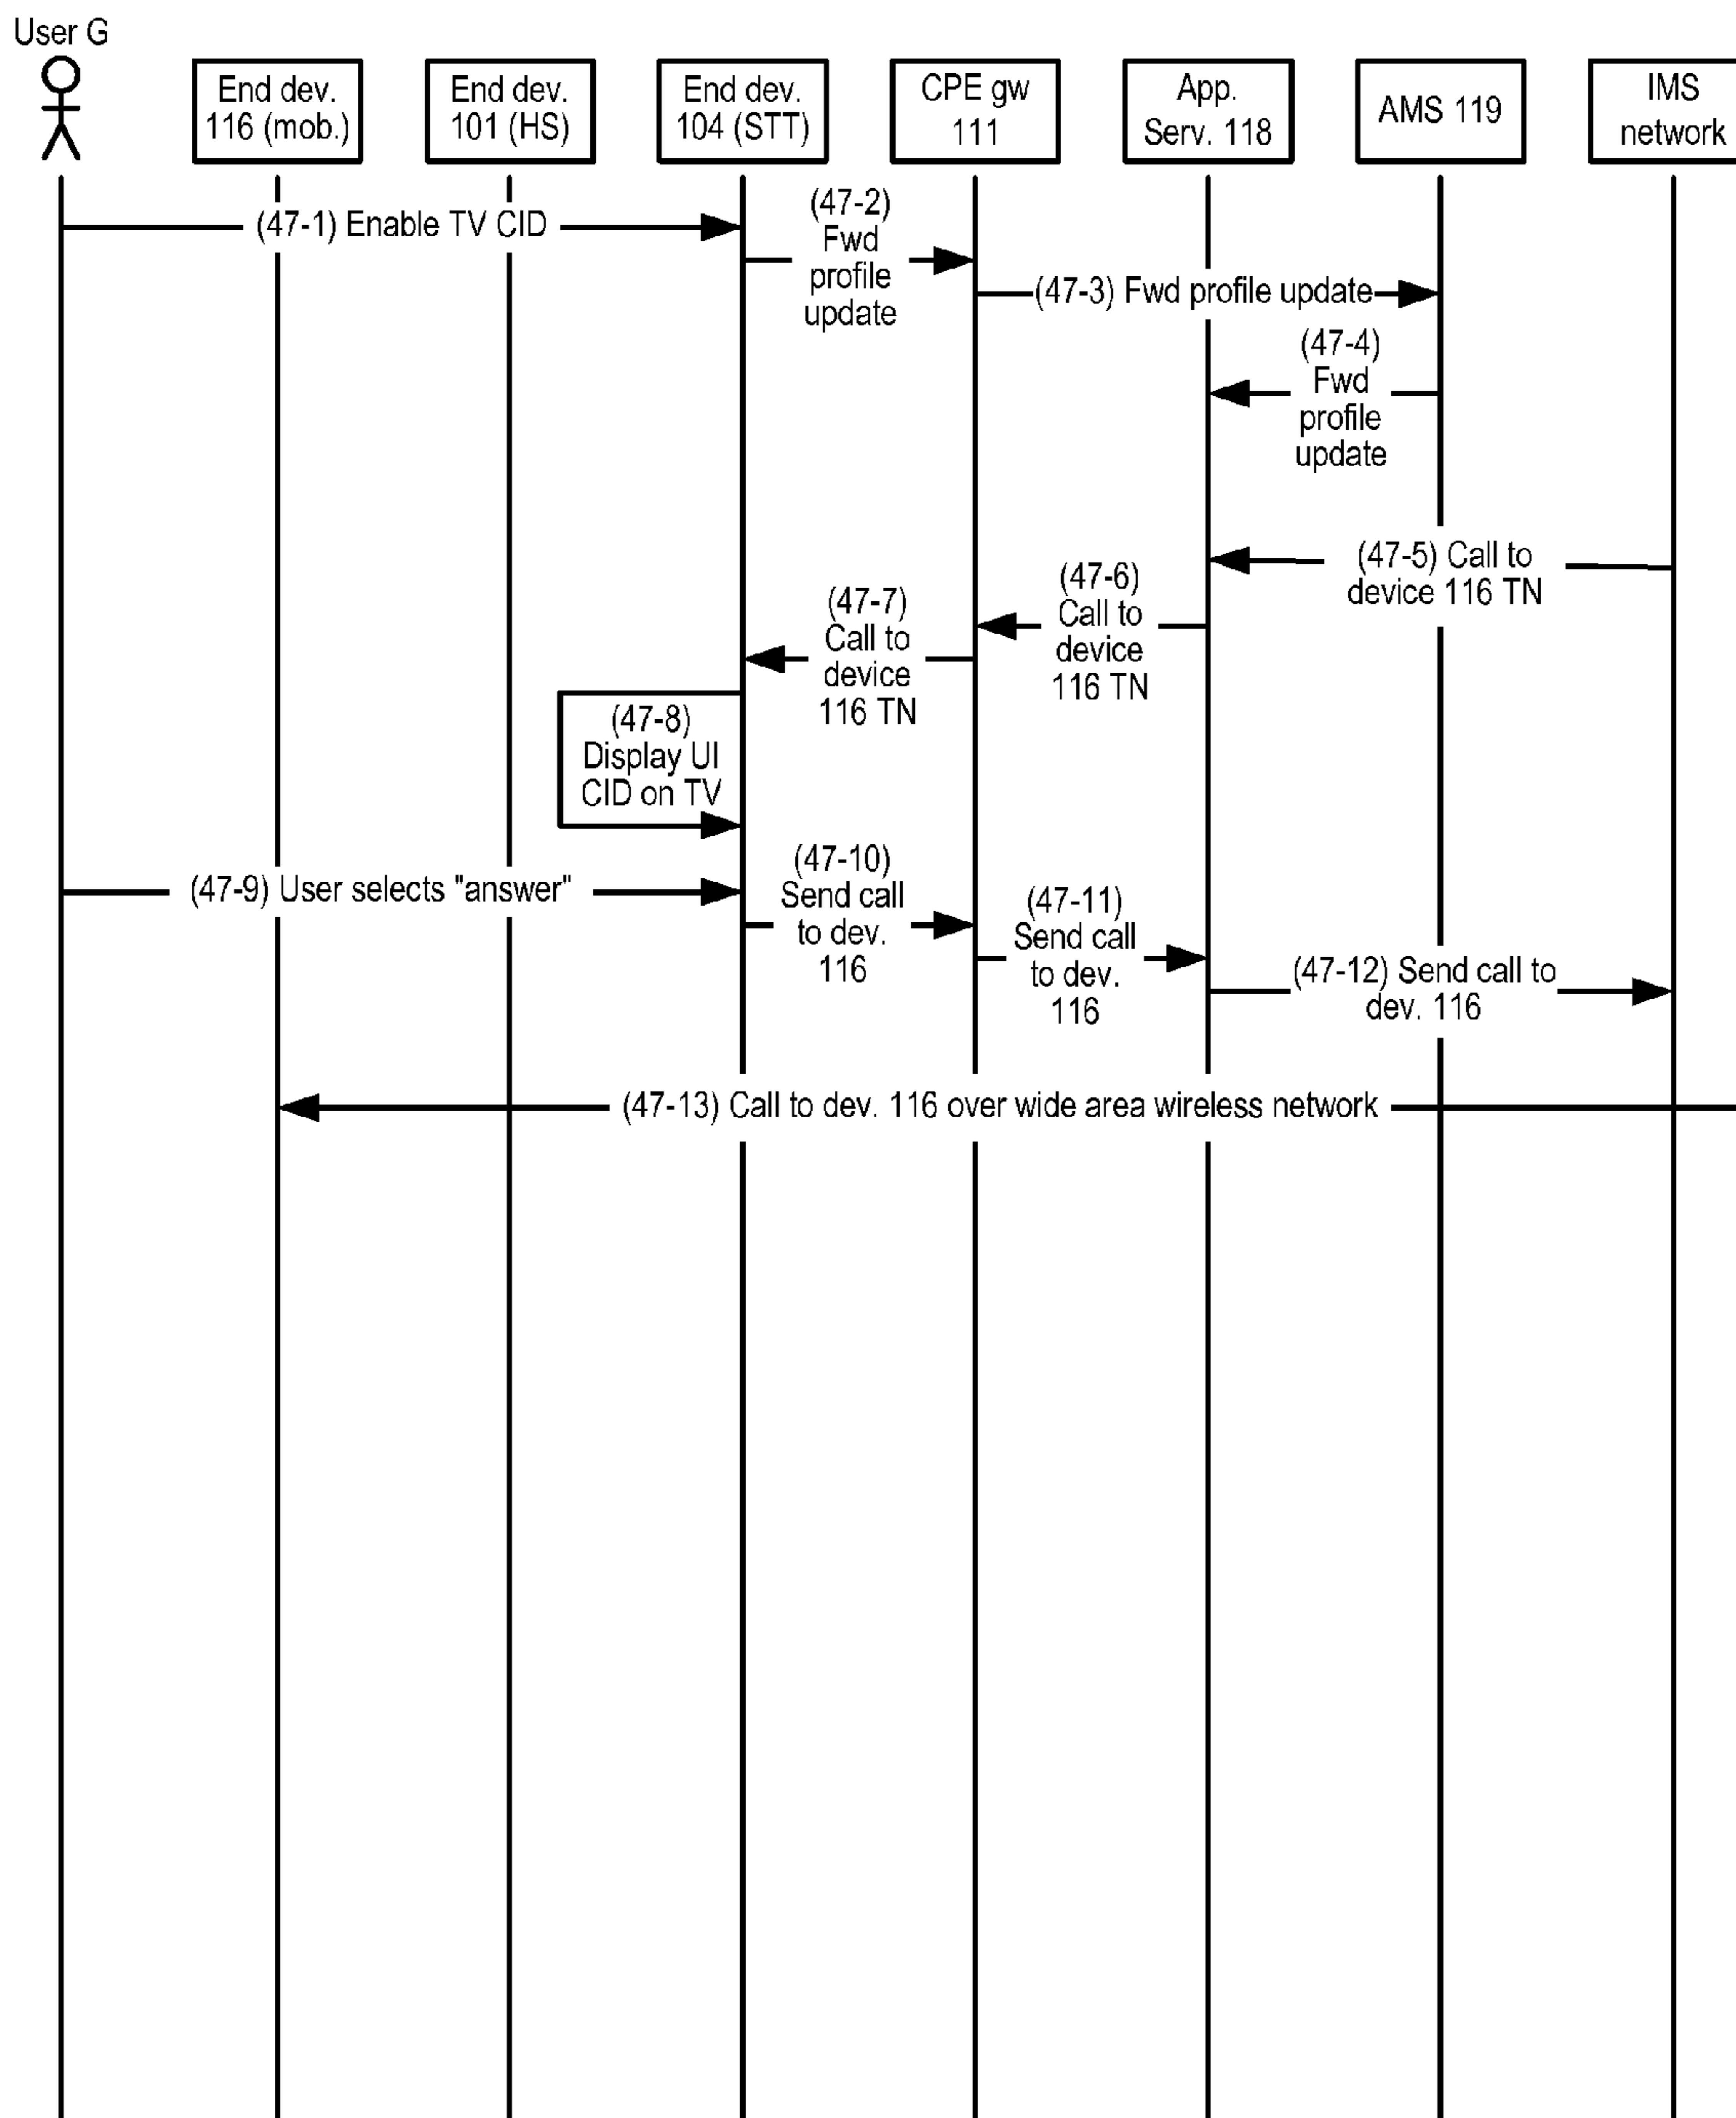 User G
End dev.
116 (mob.)
End dev.
101 (HS)
End dev.
104 (STT)
CPE gw
111
App.
Serv. 118
AMS 119
IMS
network
(47-1) Enable TV CID
(47-2)
Fwd
profile
update
(47-3) Fwd profile update
(47-4)
Fwd
profile
update
(47-5) Call to
device 116 TN
(47-6)
Call to
device
116 TN
(47-7)
Call to
device
116 TN
(47-8)
Display UI
CID on TV
(47-9) User selects "answer"
(47-10)
Send call
to dev.
116
(47-11)
Send call
to dev.
116
(47-12) Send call to
dev. 116
(47-13) Call to dev. 116 over wide area wireless network